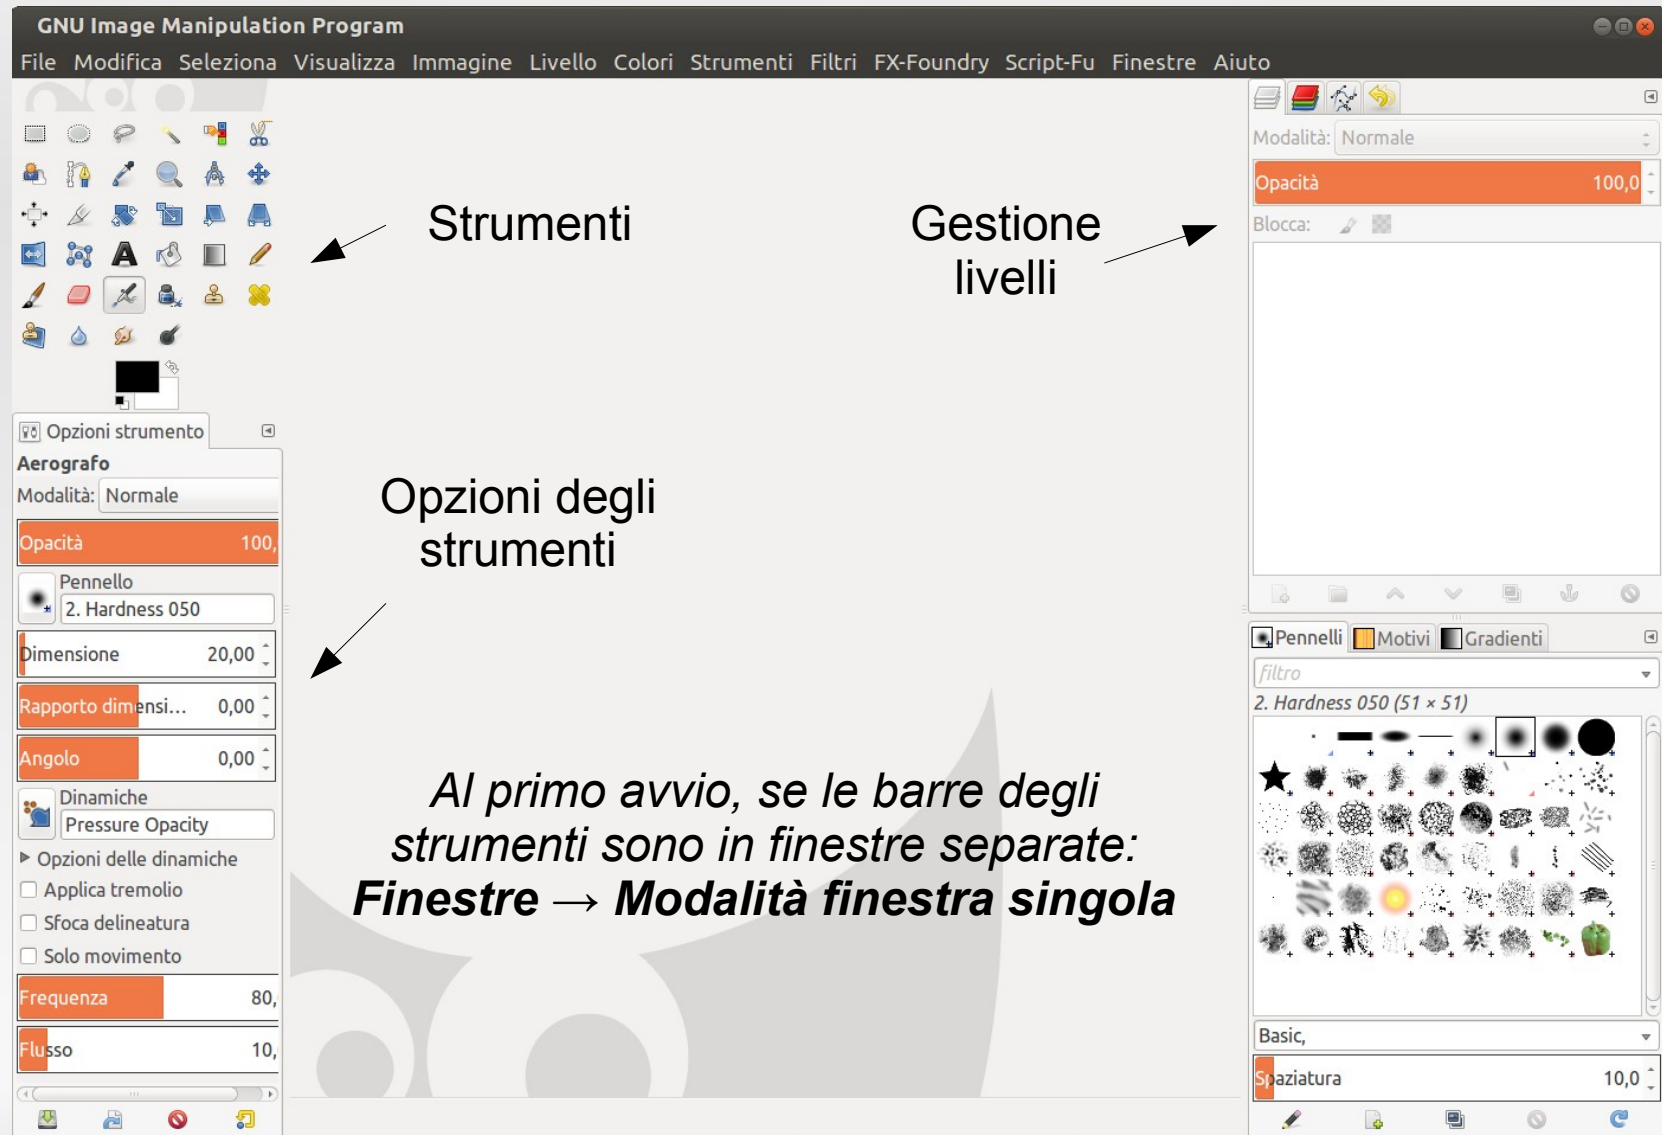 GNU Image Manipulation Program
File Modifica Seleziona Visualizza Immagine Livello Colori Strumenti Filtri FX-Foundry Script-Fu Finestre Aiuto
Strumenti
Gestione
livelli
Opzioni strumento
Aerografo
Modalità: Normale
Opacità 100,
Pennello
2. Hardness 050
Dimensione 20,00
Rapporto dimensi... 0,00
Angolo 0,00
Dinamiche
Pressure Opacity
Opzioni delle dinamiche
Applica tremolio
Sfoca delineatura
Solo movimento
Frequenza 80,
Flusso 10,
Opzioni degli
strumenti
Al primo avvio, se le barre degli
strumenti sono in finestre separate:
Finestre → Modalità finestra singola
Modalità: Normale
Opacità 100,0
Blocca:
Pennelli Motivi Gradienti
filtro
2. Hardness 050 (51 × 51)
Basic,
Spaziatura 10,0